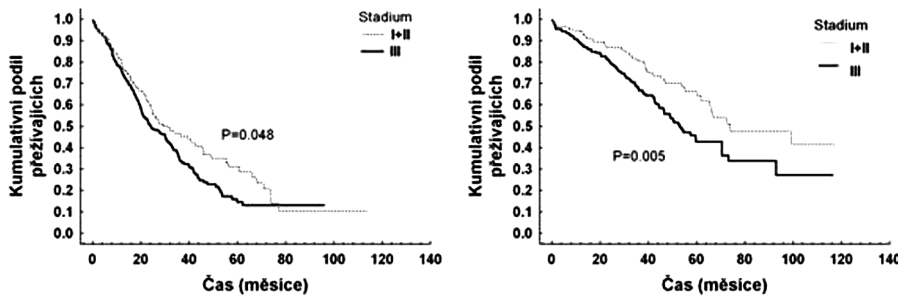 Stadium
I+II
III
Kumulativní podíl
přežívajících
1.0
0.9
0.8
0.7
0.6
0.5
0.4
0.3
0.2
0.1
0.0
P=0.048
0 20 40 60 80 100 120 140
Čas (měsíce)
Stadium
I+II
III
Kumulativní podíl
přežívajících
1.0
0.9
0.8
0.7
0.6
0.5
0.4
0.3
0.2
0.1
0.0
P=0.005
0 20 40 60 80 100 120 140
Čas (měsíce)